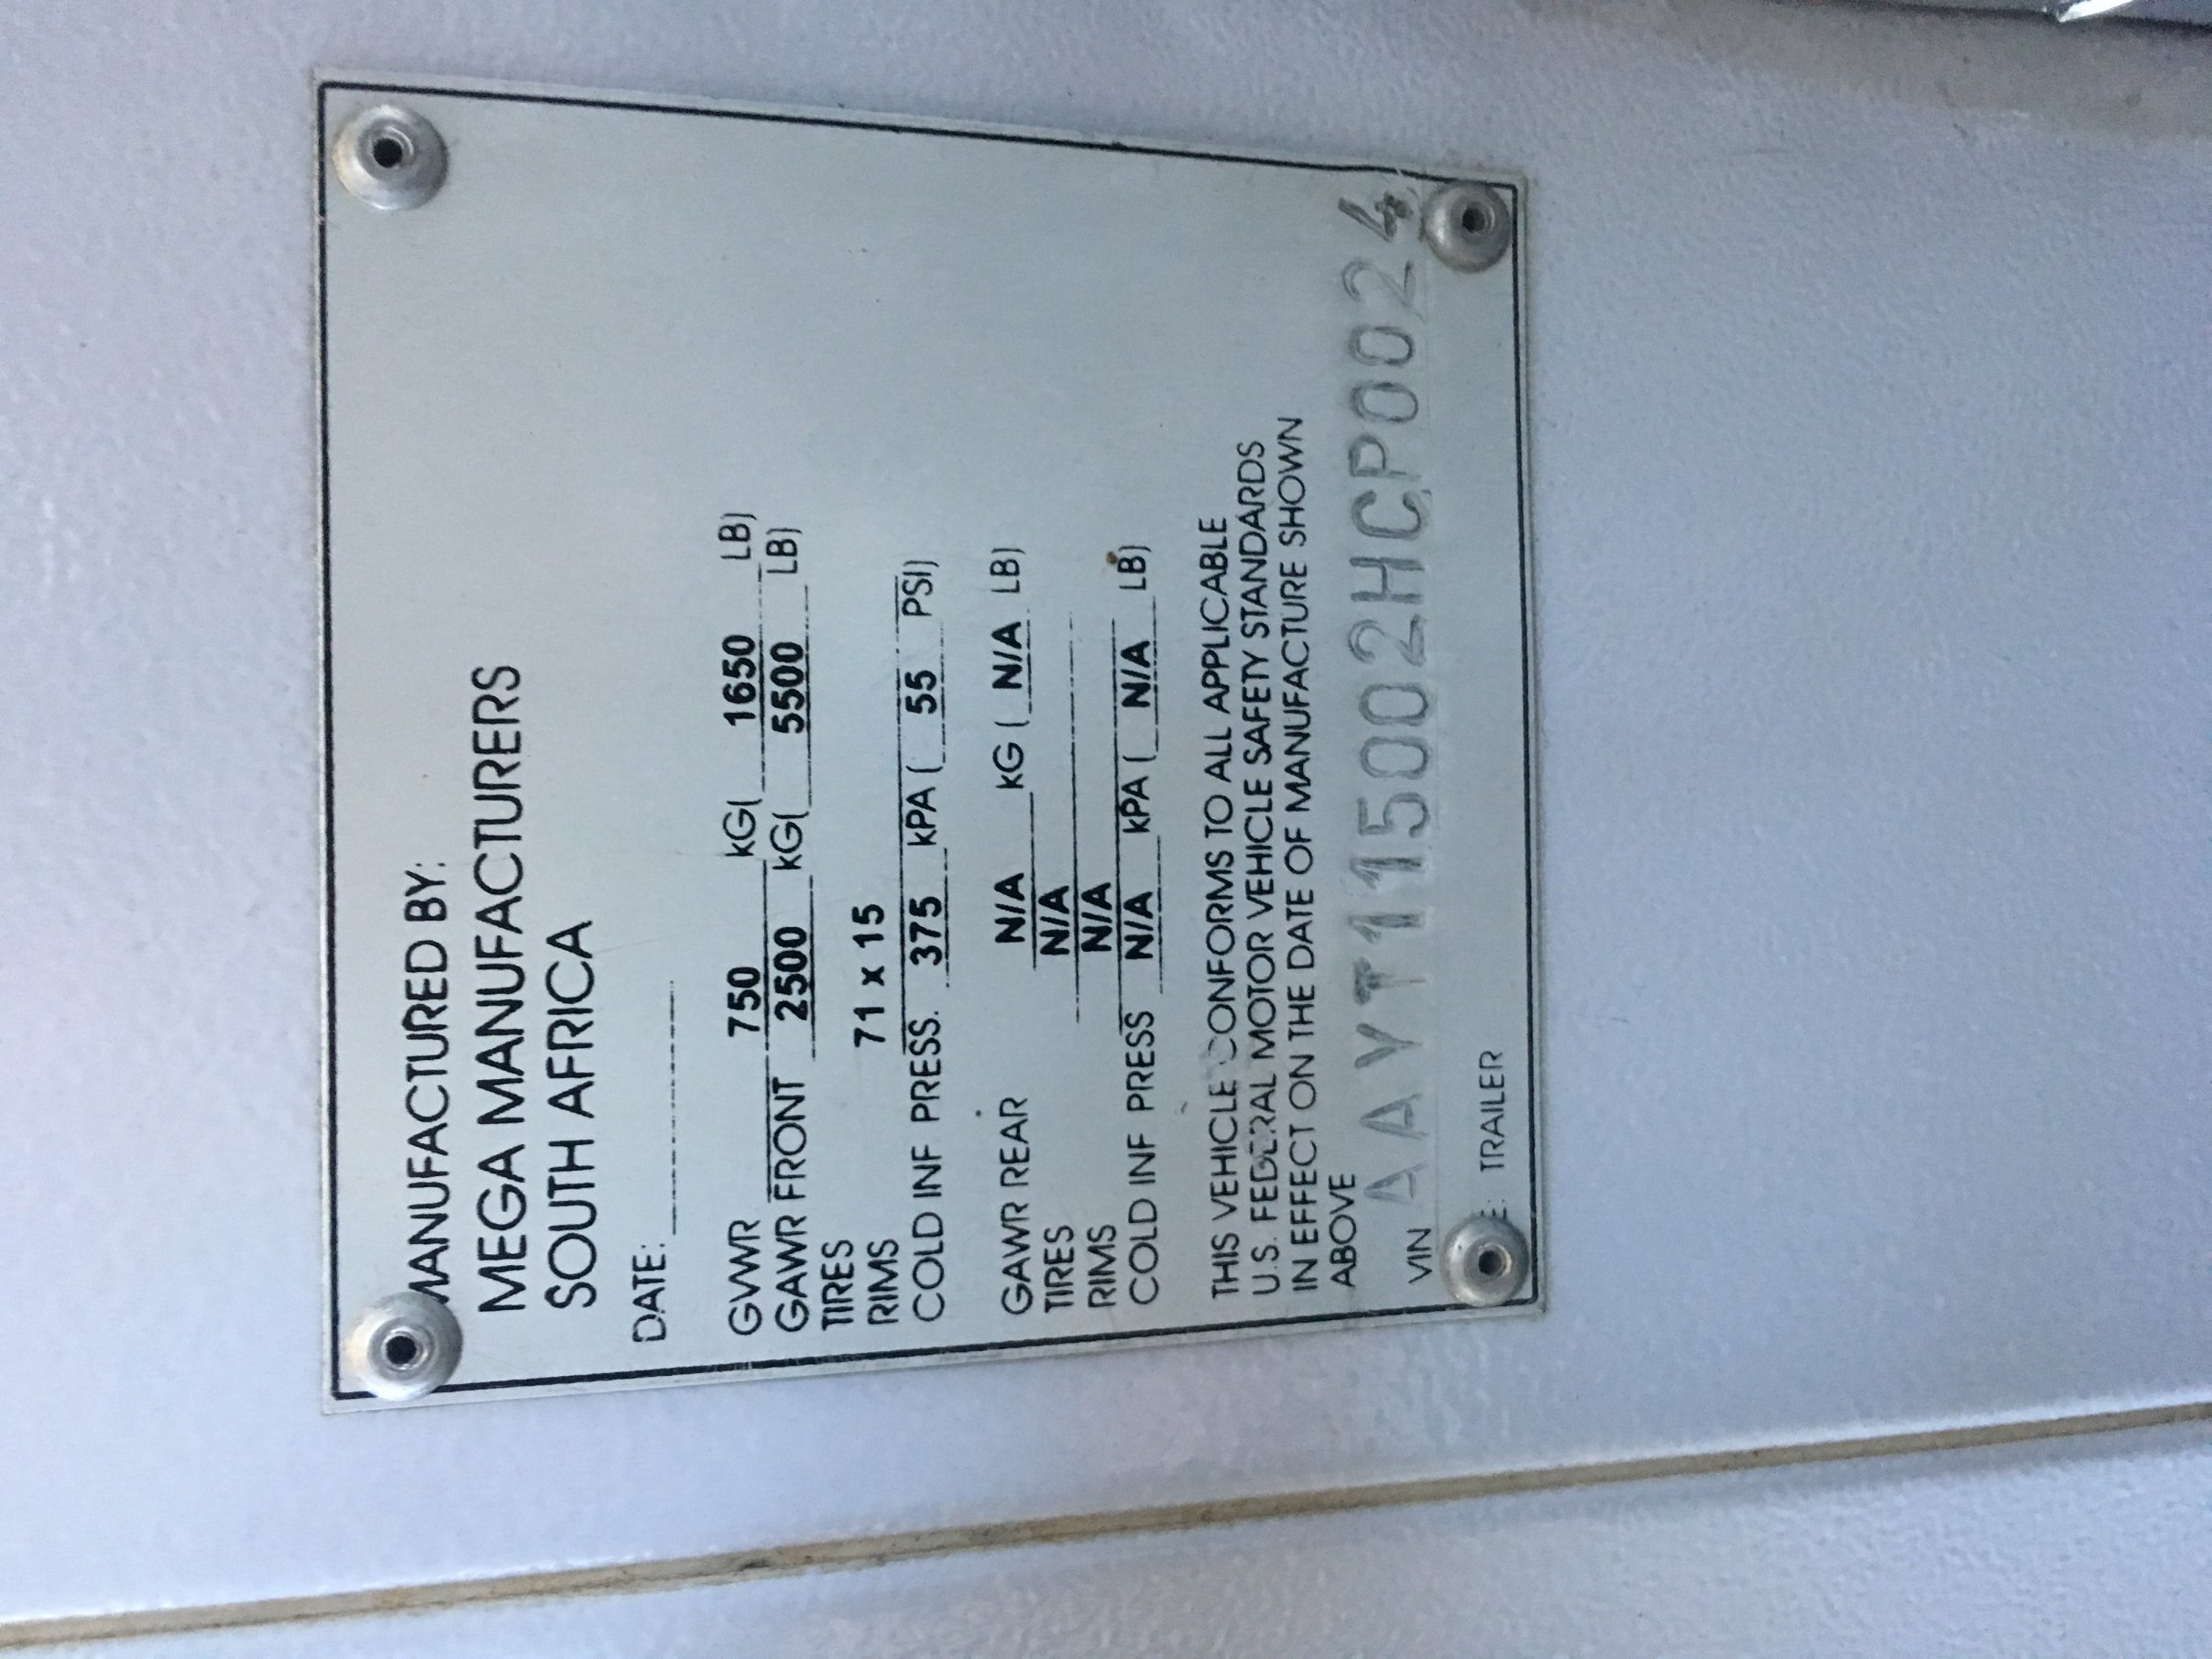 MANUFACTURED BY:
MEGA MANUFACTURERS
SOUTH AFRICA
DATE:
GVWR 750 kG( 1650 LB)
GAWR FRONT 2500 kG( 5500 LB)
TIRES
RIMS 71 x 15
COLD INF PRESS. 375 kPA ( 55 PSI)
GAWR REAR N/A kG ( N/A LB)
TIRES N/A
RIMS N/A
COLD INF PRESS N/A kPA ( N/A LB)
THIS VEHICLE CONFORMS TO ALL APPLICABLE
U.S. FEDERAL MOTOR VEHICLE SAFETY STANDARDS
IN EFFECT ON THE DATE OF MANUFACTURE SHOWN
ABOVE
VIN AAYT115002HCP0024
E: TRAILER